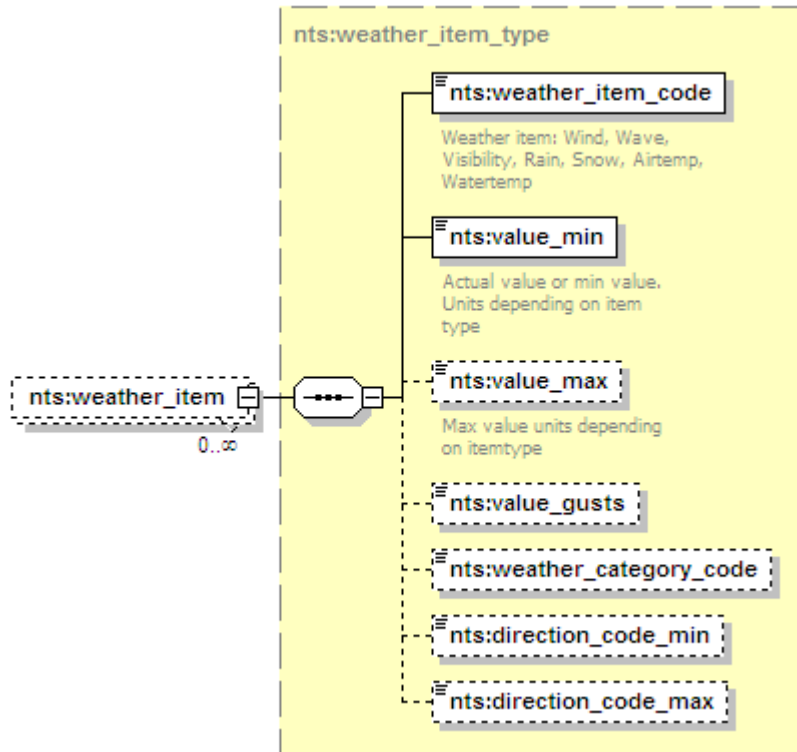 nts:weather_item_type
nts:weather_item_code
Weather item: Wind, Wave,
Visibility, Rain, Snow, Airtemp,
Watertemp
nts:value_min
Actual value or min value.
Units depending on item
type
nts:value_max
Max value units depending
on itemtype
nts:weather_item
0..∞
nts:value_gusts
nts:weather_category_code
nts:direction_code_min
nts:direction_code_max